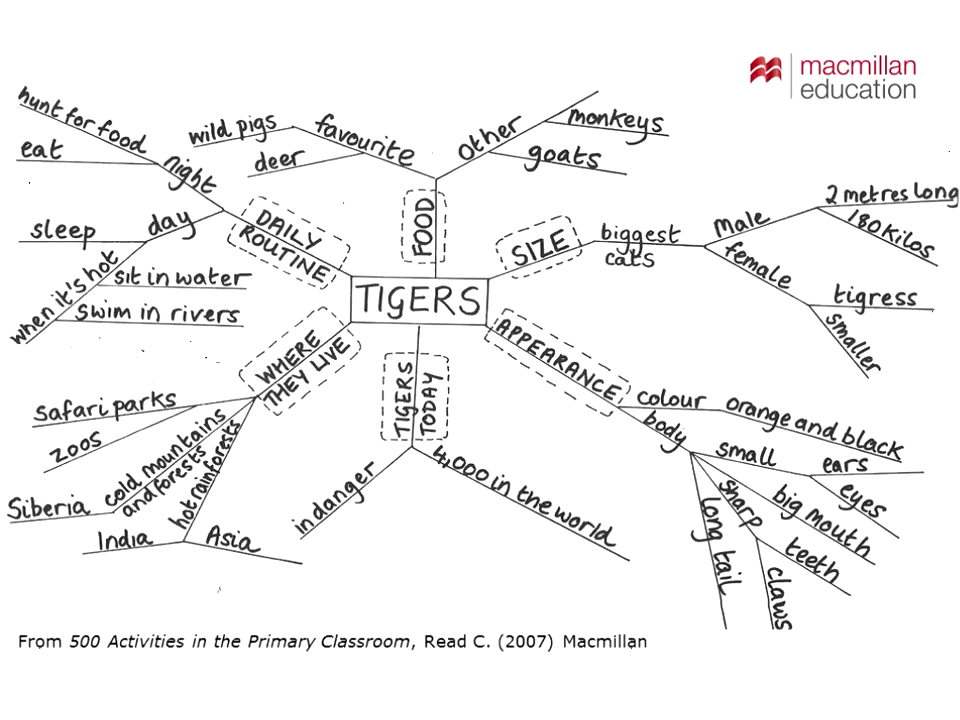 macmillan
education
TIGERS
DAILY
ROUTINE
night
hunt for food
eat
day
sleep
when it's hot
sit in water
swim in rivers
FOOD
favourite
wild pigs
deer
other
monkeys
goats
SIZE
biggest
cats
Male
2 metres long
180 Kilos
female
tigress
smaller
APPEARANCE
colour
orange and black
body
small
ears
eyes
big mouth
sharp
teeth
claws
long tail
TIGERS
TODAY
in danger
4,000 in the world
WHERE
THEY LIVE
Safari parks
zoos
cold mountains
and forests
Siberia
hot rainforests
India
Asia
From 500 Activities in the Primary Classroom, Read C. (2007) Macmillan